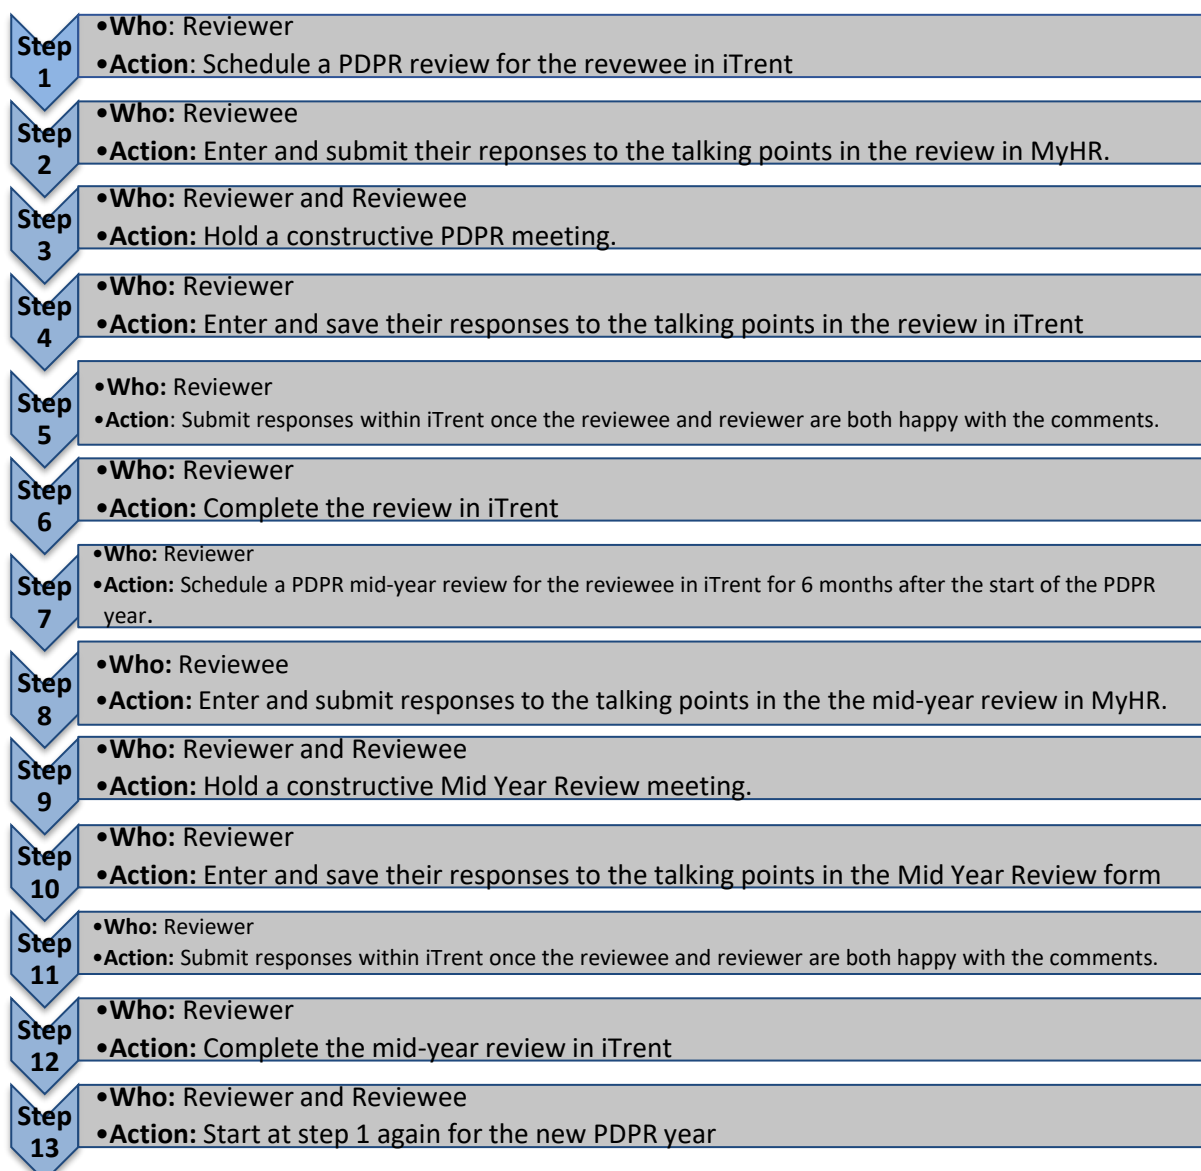 Step
1
•Who: Reviewer
•Action: Schedule a PDPR review for the revewee in iTrent
Step
2
•Who: Reviewee
•Action: Enter and submit their reponses to the talking points in the review in MyHR.
Step
3
•Who: Reviewer and Reviewee
•Action: Hold a constructive PDPR meeting.
Step
4
•Who: Reviewer
•Action: Enter and save their responses to the talking points in the review in iTrent
Step
5
•Who: Reviewer
•Action: Submit responses within iTrent once the reviewee and reviewer are both happy with the comments.
Step
6
•Who: Reviewer
•Action: Complete the review in iTrent
Step
7
•Who: Reviewer
•Action: Schedule a PDPR mid-year review for the reviewee in iTrent for 6 months after the start of the PDPR
year.
Step
8
•Who: Reviewee
•Action: Enter and submit responses to the talking points in the the mid-year review in MyHR.
Step
9
•Who: Reviewer and Reviewee
•Action: Hold a constructive Mid Year Review meeting.
Step
10
•Who: Reviewer
•Action: Enter and save their responses to the talking points in the Mid Year Review form
Step
11
•Who: Reviewer
•Action: Submit responses within iTrent once the reviewee and reviewer are both happy with the comments.
Step
12
•Who: Reviewer
•Action: Complete the mid-year review in iTrent
Step
13
•Who: Reviewer and Reviewee
•Action: Start at step 1 again for the new PDPR year